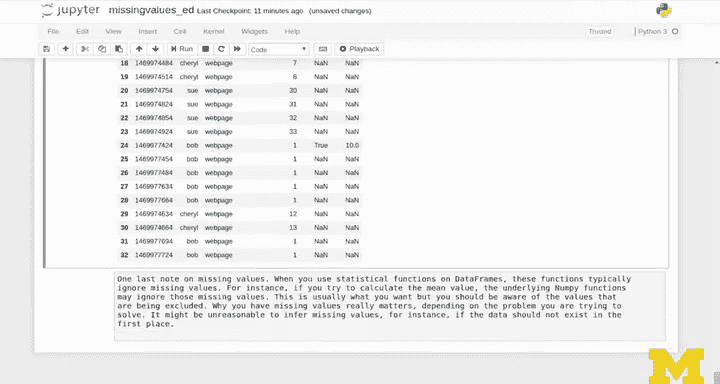 jupyter missingvalues_ed Last Checkpoint: 11 minutes ago (unsaved changes)
File Edit View Insert Cell Kernel Widgets Help Trusted Python 3
Run Code Playback
18 1469974484 cheryl webpage 7 NaN NaN
19 1469974514 cheryl webpage 8 NaN NaN
20 1469974754 sue webpage 30 NaN NaN
21 1469974824 sue webpage 31 NaN NaN
22 1469974854 sue webpage 32 NaN NaN
23 1469974924 sue webpage 33 NaN NaN
24 1469977424 bob webpage 1 True 10.0
25 1469977454 bob webpage 1 NaN NaN
26 1469977484 bob webpage 1 NaN NaN
27 1469977634 bob webpage 1 NaN NaN
28 1469977664 bob webpage 1 NaN NaN
29 1469974634 cheryl webpage 12 NaN NaN
30 1469974664 cheryl webpage 13 NaN NaN
31 1469977694 bob webpage 1 NaN NaN
32 1469977724 bob webpage 1 NaN NaN
One last note on missing values. When you use statistical functions on DataFrames, these functions typically
ignore missing values. For instance, if you try to calculate the mean value, the underlying Numpy functions
may ignore those missing values. This is usually what you want but you should be aware of the values that
are being excluded. Why you have missing values really matters, depending on the problem you are trying to
solve. It might be unreasonable to infer missing values, for instance, if the data should not exist in the
first place.
M